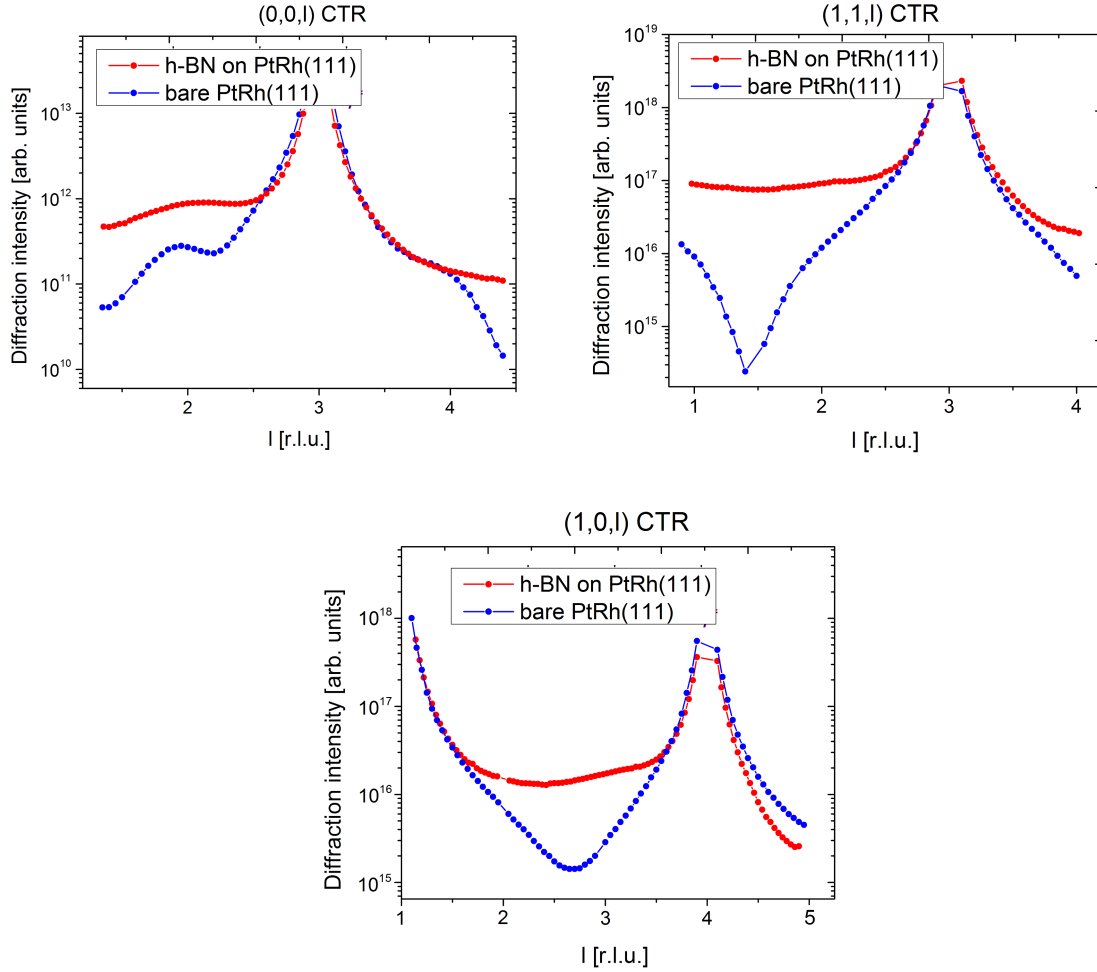 (0,0,l) CTR
h-BN on PtRh(111)
bare PtRh(111)
Diffraction intensity [arb. units]
10^13
10^12
10^11
10^10
2 3 4
l [r.l.u.]
(1,1,l) CTR
h-BN on PtRh(111)
bare PtRh(111)
Diffraction intensity [arb. units]
10^19
10^18
10^17
10^16
10^15
1 2 3 4
l [r.l.u.]
(1,0,l) CTR
h-BN on PtRh(111)
bare PtRh(111)
Diffraction intensity [arb. units]
10^18
10^17
10^16
10^15
1 2 3 4 5
l [r.l.u.]